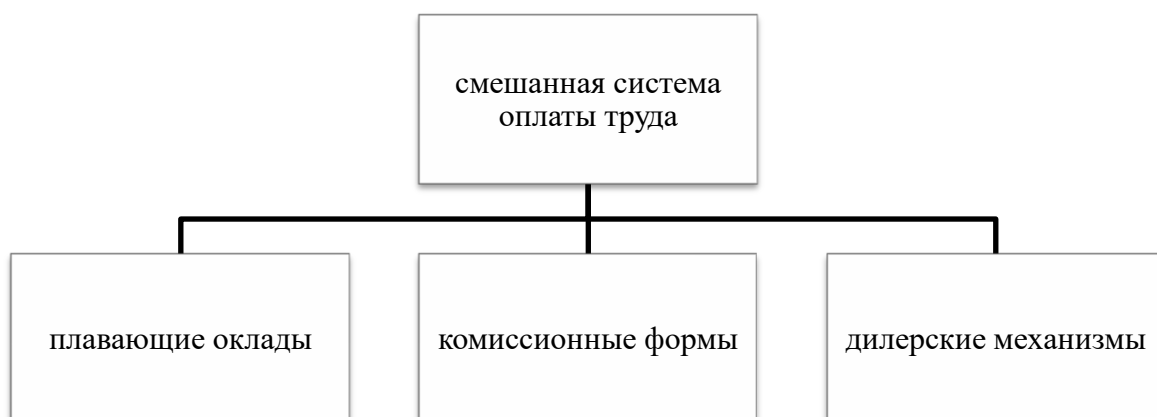 смешанная система
оплаты труда
плавающие оклады
комиссионные формы
дилерские механизмы